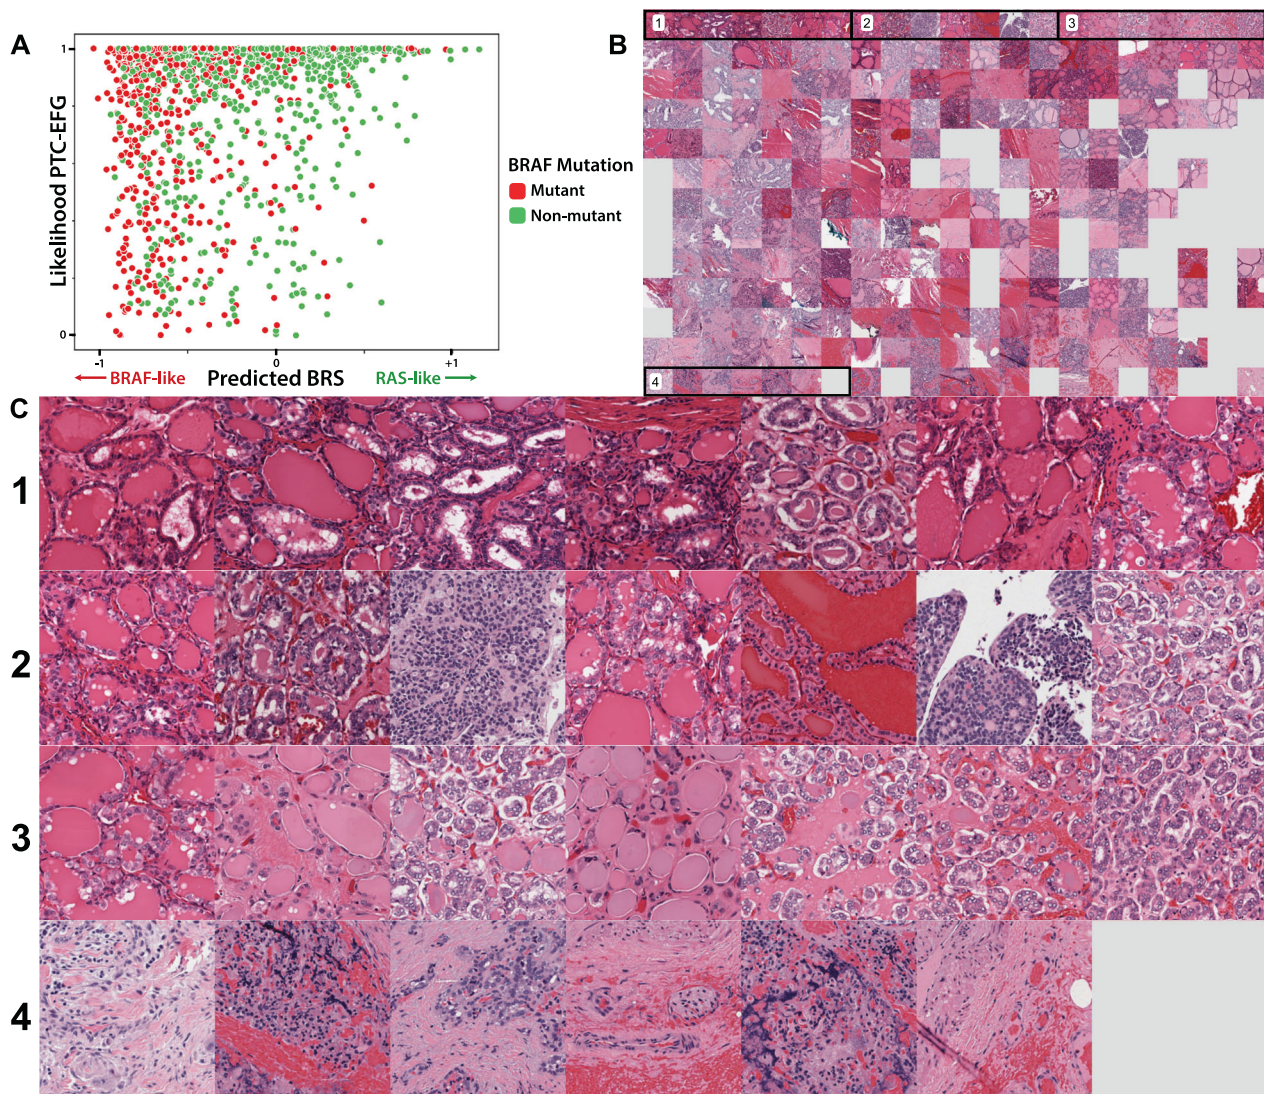 A
Likelihood PTC-EFG
1
0
-1
0
+1
BRAF-like
Predicted BRS
RAS-like
BRAF Mutation
Mutant
Non-mutant
B
1
2
3
4
C
1
2
3
4